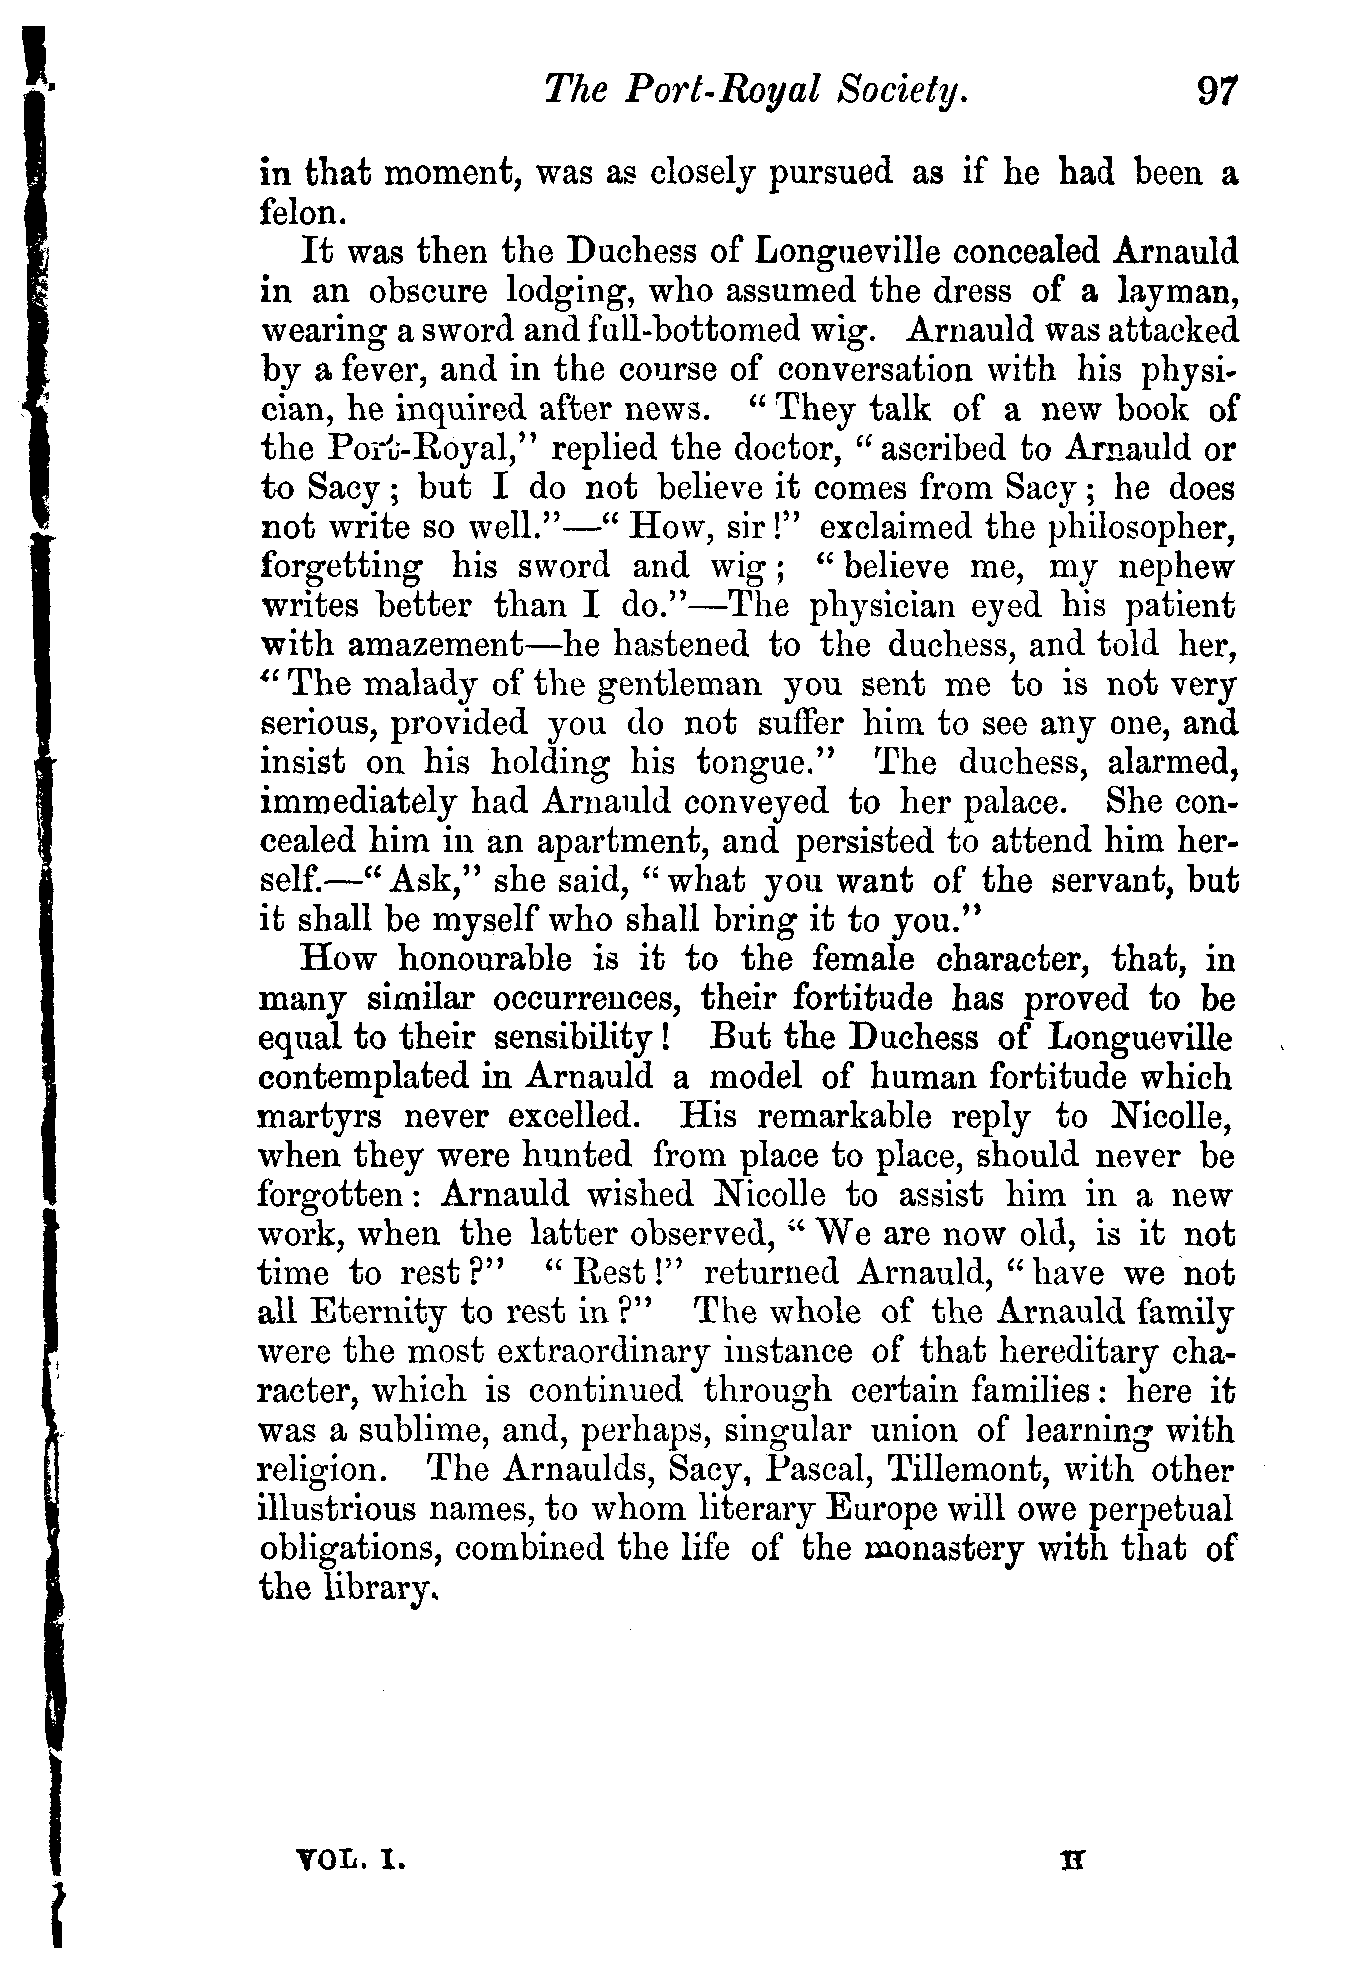 The Port-Royal Society. 97
in that moment, was as closely pursued as if he had been a
felon.
It was then the Duchess of Longueville concealed Arnauld
in an obscure lodging, who assumed the dress of a layman,
wearing a sword and full-bottomed wig. Arnauld was attacked
by a fever, and in the course of conversation with his physi-
cian, he inquired after news. “They talk of a new book of
the Port-Royal,” replied the doctor, “ascribed to Arnauld or
to Sacy; but I do not believe it comes from Sacy; he does
not write so well.”—“How, sir!” exclaimed the philosopher,
forgetting his sword and wig; “believe me, my nephew
writes better than I do.”—The physician eyed his patient
with amazement—he hastened to the duchess, and told her,
“The malady of the gentleman you sent me to is not very
serious, provided you do not suffer him to see any one, and
insist on his holding his tongue.” The duchess, alarmed,
immediately had Arnauld conveyed to her palace. She con-
cealed him in an apartment, and persisted to attend him her-
self.—“Ask,” she said, “what you want of the servant, but
it shall be myself who shall bring it to you.”
How honourable is it to the female character, that, in
many similar occurrences, their fortitude has proved to be
equal to their sensibility! But the Duchess of Longueville
contemplated in Arnauld a model of human fortitude which
martyrs never excelled. His remarkable reply to Nicolle,
when they were hunted from place to place, should never be
forgotten: Arnauld wished Nicolle to assist him in a new
work, when the latter observed, “We are now old, is it not
time to rest?” “Rest!” returned Arnauld, “have we not
all Eternity to rest in?” The whole of the Arnauld family
were the most extraordinary instance of that hereditary cha-
racter, which is continued through certain families: here it
was a sublime, and, perhaps, singular union of learning with
religion. The Arnaulds, Sacy, Pascal, Tillemont, with other
illustrious names, to whom literary Europe will owe perpetual
obligations, combined the life of the monastery with that of
the library.
VOL. I. H